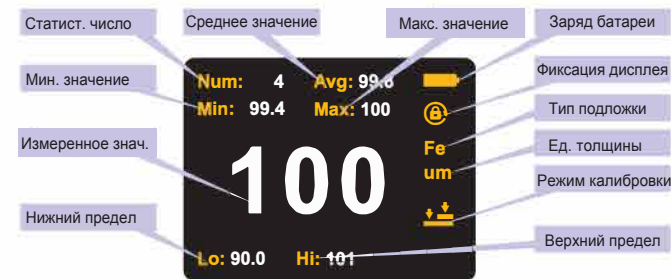 Статист. число
Среднее значение
Макс. значение
Заряд батареи
Мин. значение
Фиксация дисплея
Тип подложки
Измеренное знач.
Ед. толщины
Режим калибровки
Нижний предел
Верхний предел
Num: 4 Avg: 99.8
Min: 99.4 Max: 100
Fe
um
100
Lo: 90.0 Hi: 101